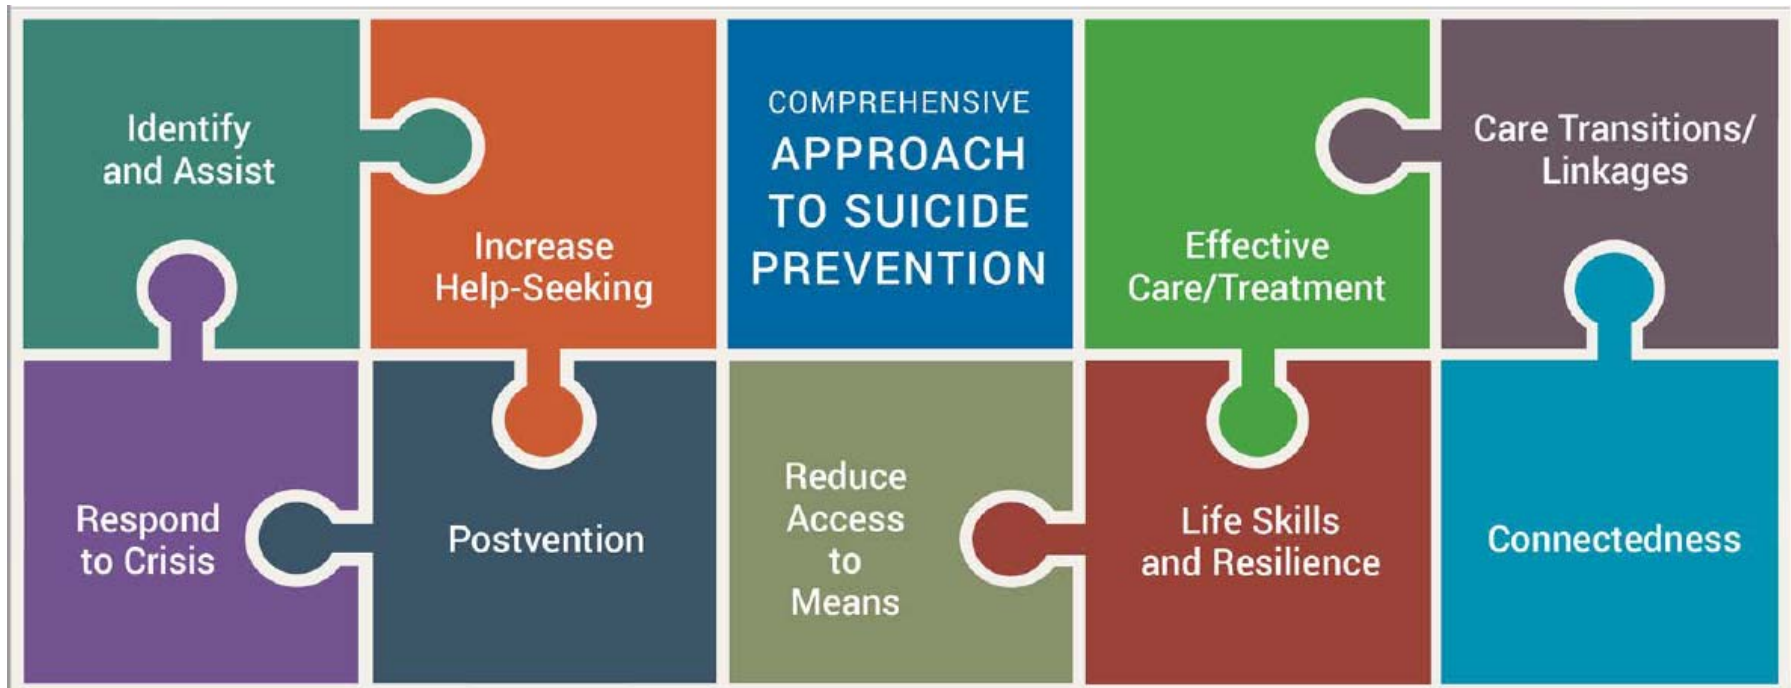 Identify
and Assist
Increase
Help-Seeking
COMPREHENSIVE
APPROACH
TO SUICIDE
PREVENTION
Effective
Care/Treatment
Care Transitions/
Linkages
Respond
to Crisis
Postvention
Reduce
Access
to
Means
Life Skills
and Resilience
Connectedness